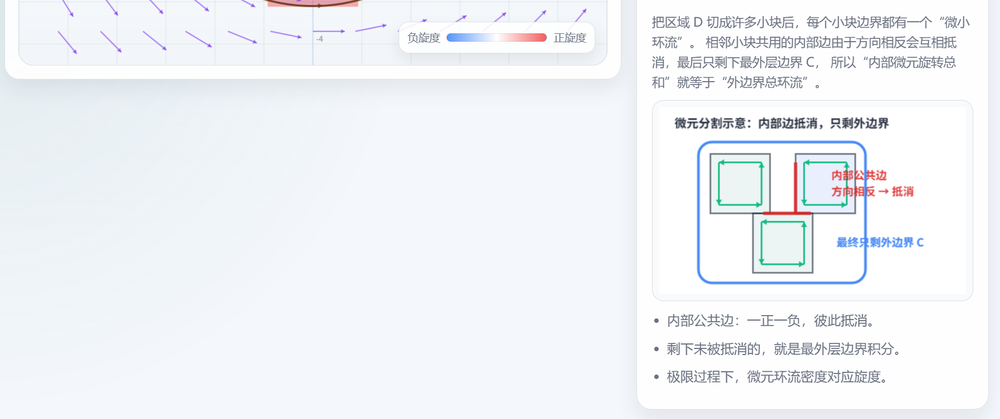 -4
负旋度
正旋度
把区域 D 切成许多小块后，每个小块边界都有一个“微小
环流”。 相邻小块共用的内部边由于方向相反会互相抵
消，最后只剩下最外层边界 C， 所以“内部微元旋转总
和”就等于“外边界总环流”。
微元分割示意：内部边抵消，只剩外边界
内部公共边
方向相反 → 抵消
最终只剩外边界 C
• 内部公共边：一正一负，彼此抵消。
• 剩下未被抵消的，就是最外层边界积分。
• 极限过程下，微元环流密度对应旋度。